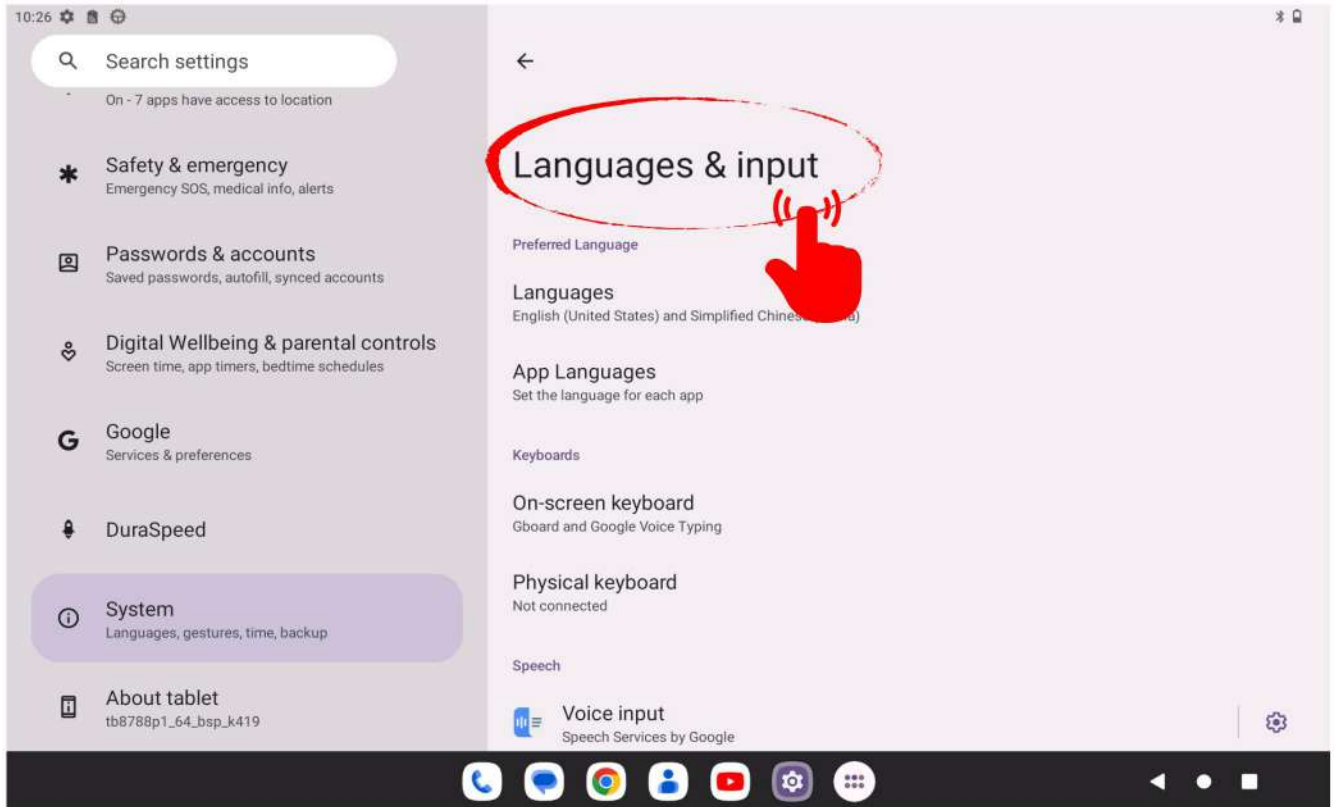 10:26
Search settings
On - 7 apps have access to location
Safety & emergency
Emergency SOS, medical info, alerts
Passwords & accounts
Saved passwords, autofill, synced accounts
Digital Wellbeing & parental controls
Screen time, app timers, bedtime schedules
Google
Services & preferences
DuraSpeed
System
Languages, gestures, time, backup
About tablet
tb8788p1_64_bsp_k419
Languages & input
Preferred Language
Languages
English (United States) and Simplified
App Languages
Set the language for each app
Keyboards
On-screen keyboard
Gboard and Google Voice Typing
Physical keyboard
Not connected
Speech
Voice input
Speech Services by Google